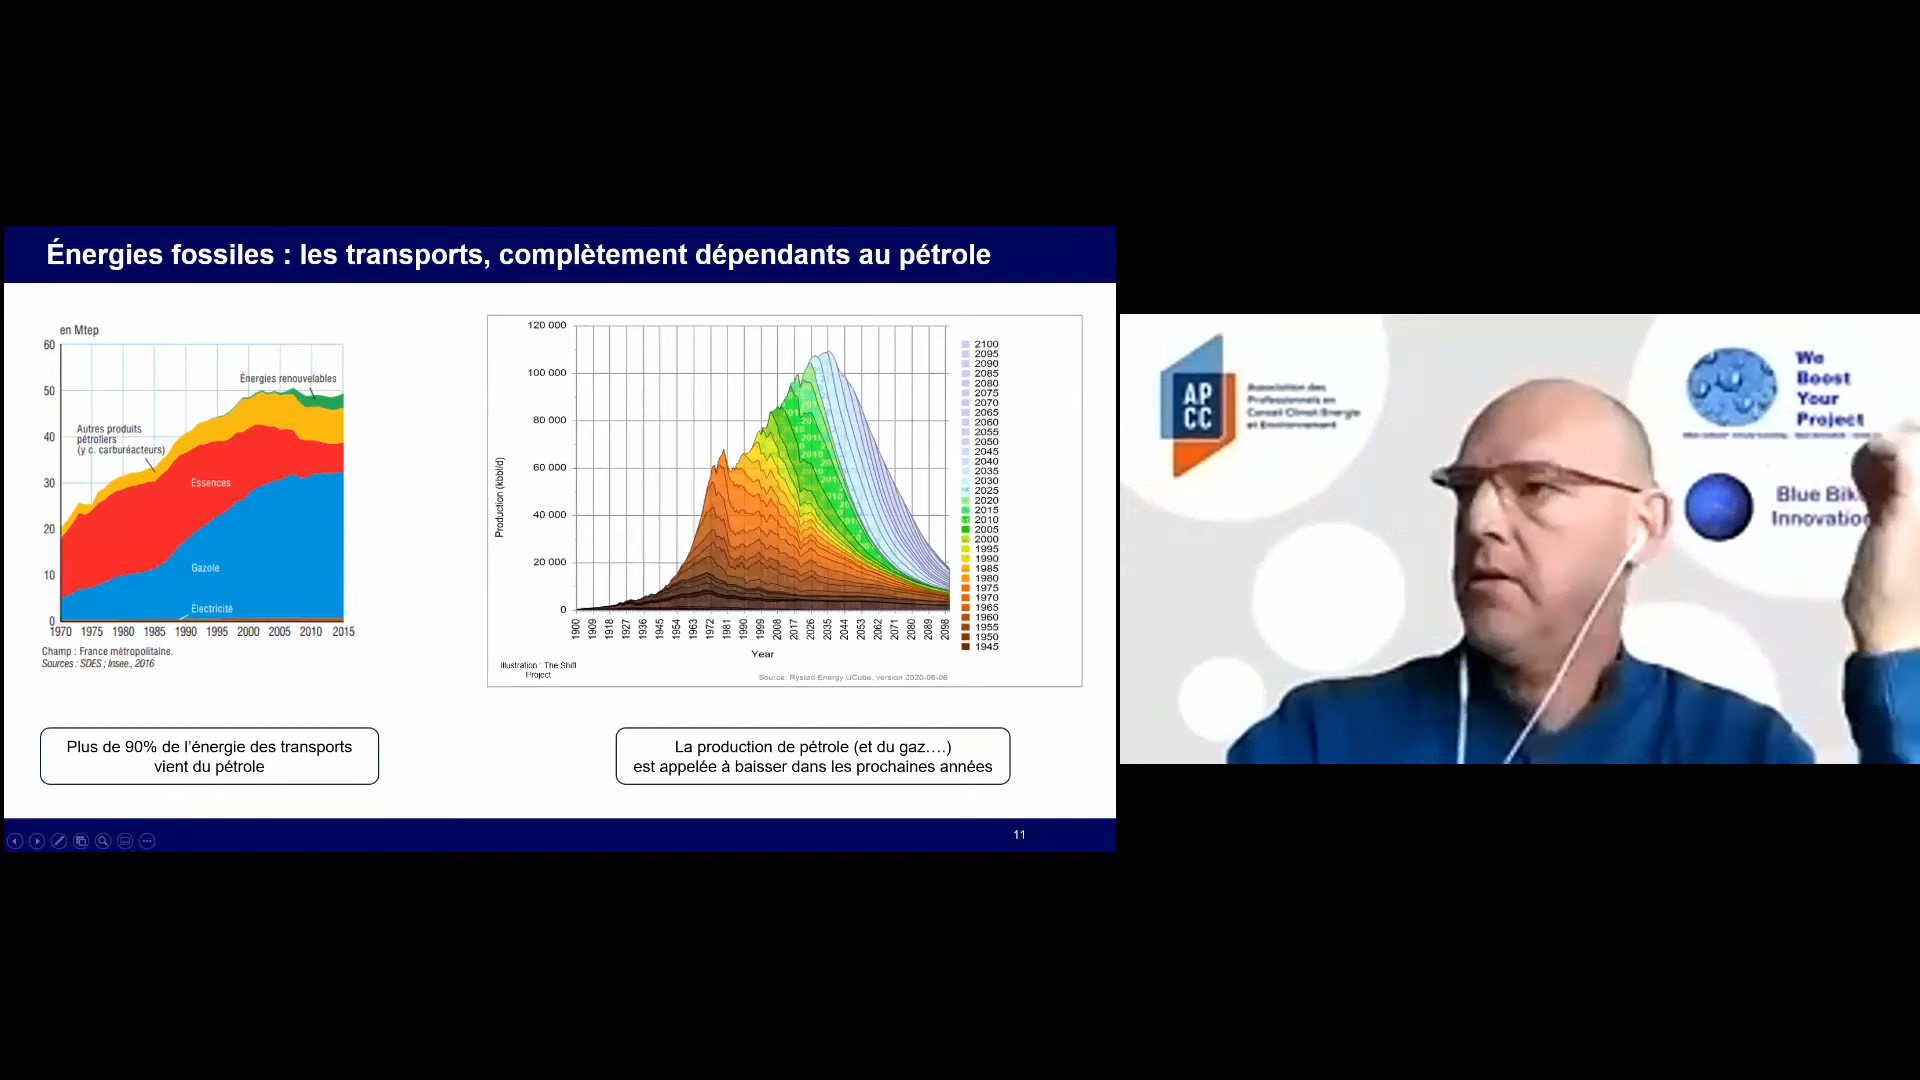 Énergies fossiles : les transports, complètement dépendants au pétrole
en Mtep
60
50
40
30
20
10
0
Énergies renouvelables
Autres produits
pétroliers
(y c. carburéacteurs)
Essences
Gazole
Électricité
1970 1975 1980 1985 1990 1995 2000 2005 2010 2015
Champ : France métropolitaine.
Sources : SDES ; Insee., 2016
Plus de 90% de l’énergie des transports
vient du pétrole
120 000
100 000
80 000
60 000
40 000
20 000
0
Production (kbbl/d)
1900 1909 1918 1927 1936 1945 1954 1963 1972 1981 1990 1999 2008 2017 2026 2035 2044 2053 2062 2071 2080 2089 2098
Year
Illustration : The Shift
Project
Source: Rystad Energy UCube, version 2020-06-06
2100
2095
2090
2085
2080
2075
2070
2065
2060
2055
2050
2045
2040
2035
2030
2025
2020
2015
2010
2005
2000
1995
1990
1985
1980
1975
1970
1965
1960
1955
1950
1945
La production de pétrole (et du gaz….)
est appelée à baisser dans les prochaines années
11
AP
CC
Association des
Professionnels en
Conseil Climat Energie
et Environnement
We
Boost
Your
Project
Blue Bik
Innovatio